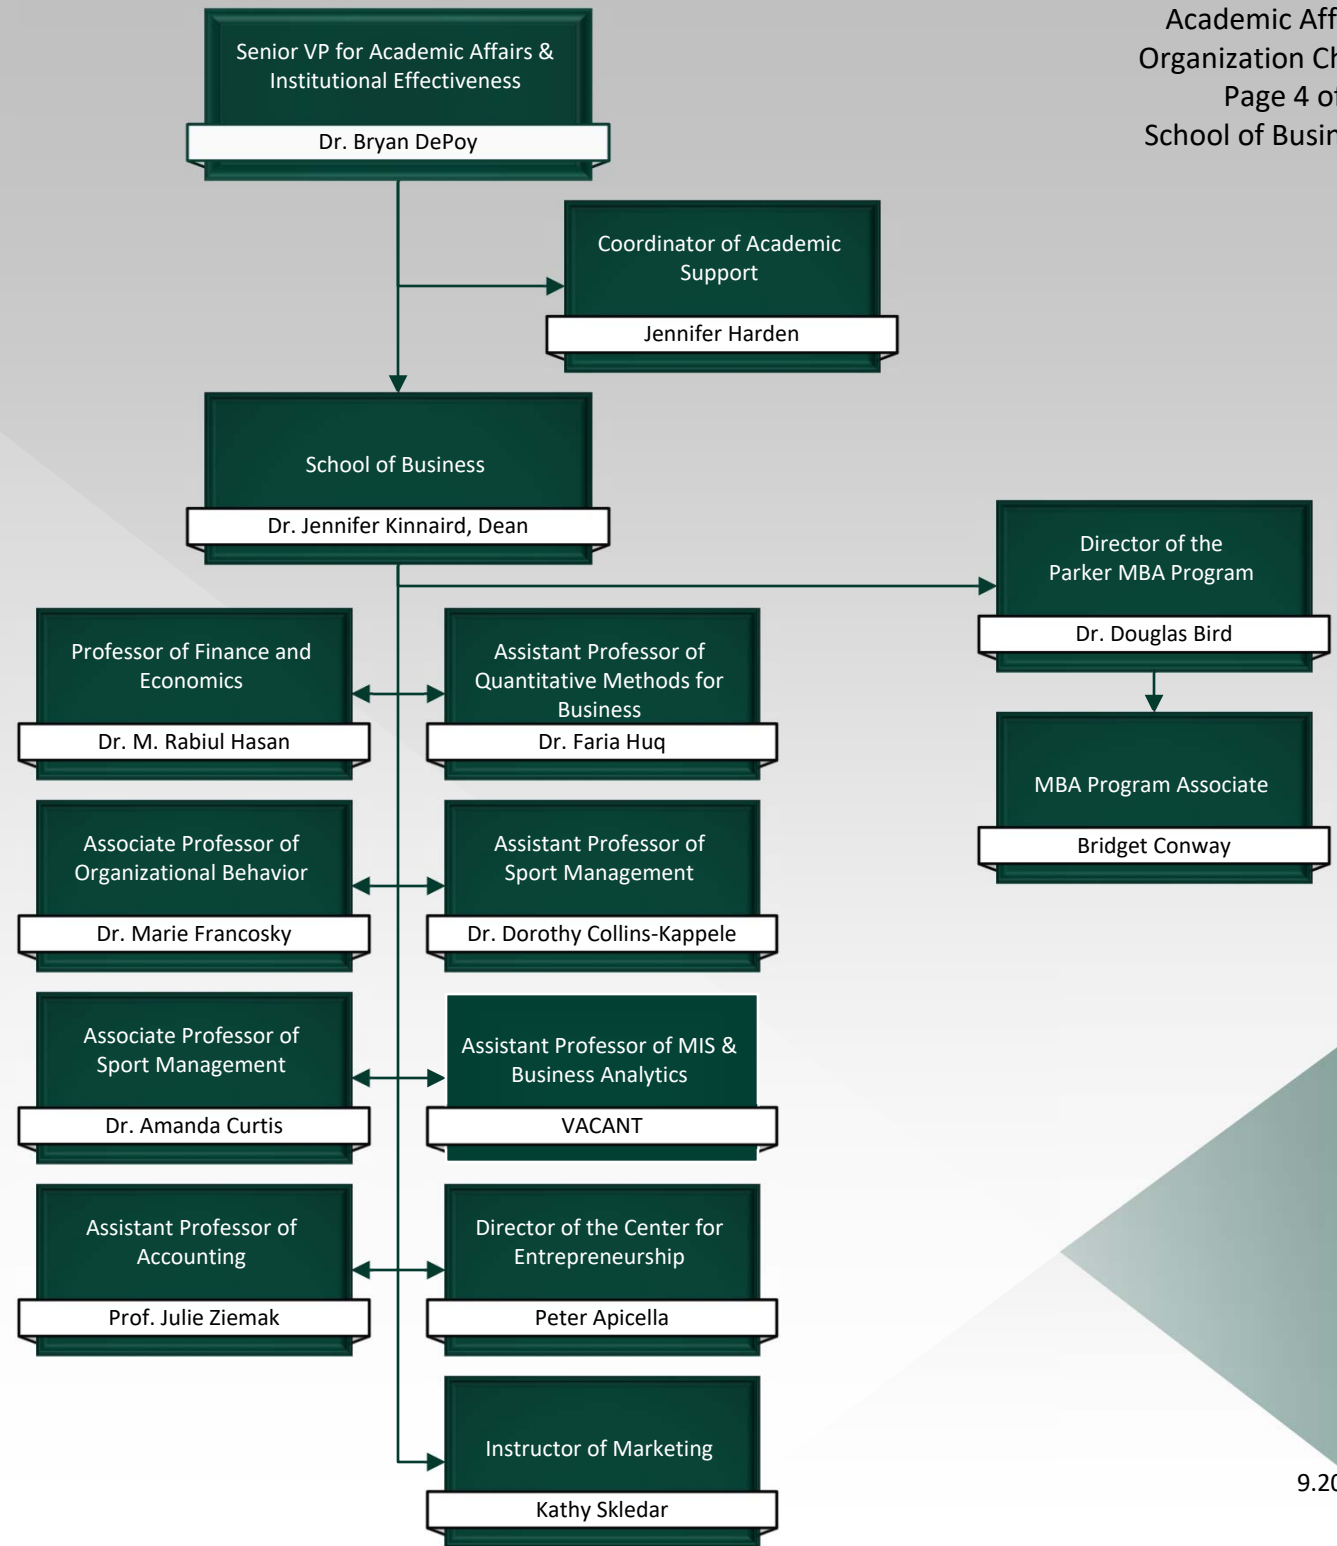 Academic Aff
Organization Ch
Page 4 of
School of Busin
Senior VP for Academic Affairs &
Institutional Effectiveness
Dr. Bryan DePoy
Coordinator of Academic
Support
Jennifer Harden
School of Business
Dr. Jennifer Kinnaird, Dean
Director of the
Parker MBA Program
Dr. Douglas Bird
MBA Program Associate
Bridget Conway
Professor of Finance and
Economics
Dr. M. Rabiul Hasan
Assistant Professor of
Quantitative Methods for
Business
Dr. Faria Huq
Associate Professor of
Organizational Behavior
Dr. Marie Francosky
Assistant Professor of
Sport Management
Dr. Dorothy Collins-Kappele
Associate Professor of
Sport Management
Dr. Amanda Curtis
Assistant Professor of MIS &
Business Analytics
VACANT
Assistant Professor of
Accounting
Prof. Julie Ziemak
Director of the Center for
Entrepreneurship
Peter Apicella
Instructor of Marketing
Kathy Skledar
9.20